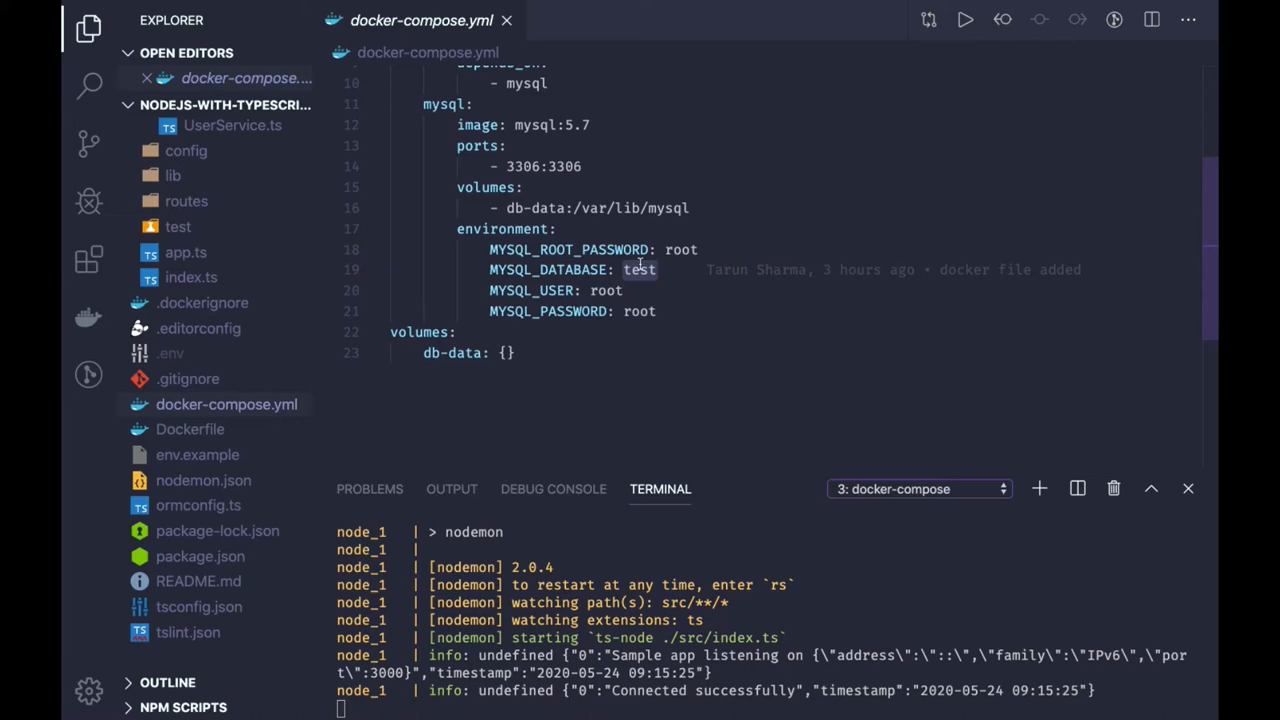 EXPLORER
OPEN EDITORS
docker-compose....
NODEJS-WITH-TYPESCRI...
UserService.ts
config
lib
routes
test
app.ts
index.ts
.dockerignore
.editorconfig
.env
.gitignore
docker-compose.yml
Dockerfile
env.example
nodemon.json
ormconfig.ts
package-lock.json
package.json
README.md
tsconfig.json
tslint.json
OUTLINE
NPM SCRIPTS
docker-compose.yml
docker-compose.yml
depends_on:
10 - mysql
11 mysql:
12 image: mysql:5.7
13 ports:
14 - 3306:3306
15 volumes:
16 - db-data:/var/lib/mysql
17 environment:
18 MYSQL_ROOT_PASSWORD: root
19 MYSQL_DATABASE: test Tarun Sharma, 3 hours ago • docker file added
20 MYSQL_USER: root
21 MYSQL_PASSWORD: root
22 volumes:
23 db-data: {}
PROBLEMS OUTPUT DEBUG CONSOLE TERMINAL 3: docker-compose
node_1 | > nodemon
node_1 |
node_1 | [nodemon] 2.0.4
node_1 | [nodemon] to restart at any time, enter `rs`
node_1 | [nodemon] watching path(s): src/**/*
node_1 | [nodemon] watching extensions: ts
node_1 | [nodemon] starting `ts-node ./src/index.ts`
node_1 | info: undefined {"0":"Sample app listening on {\"address\":\"::\",\"family\":\"IPv6\",\"por
t\":3000}","timestamp":"2020-05-24 09:15:25"}
node_1 | info: undefined {"0":"Connected successfully","timestamp":"2020-05-24 09:15:25"}